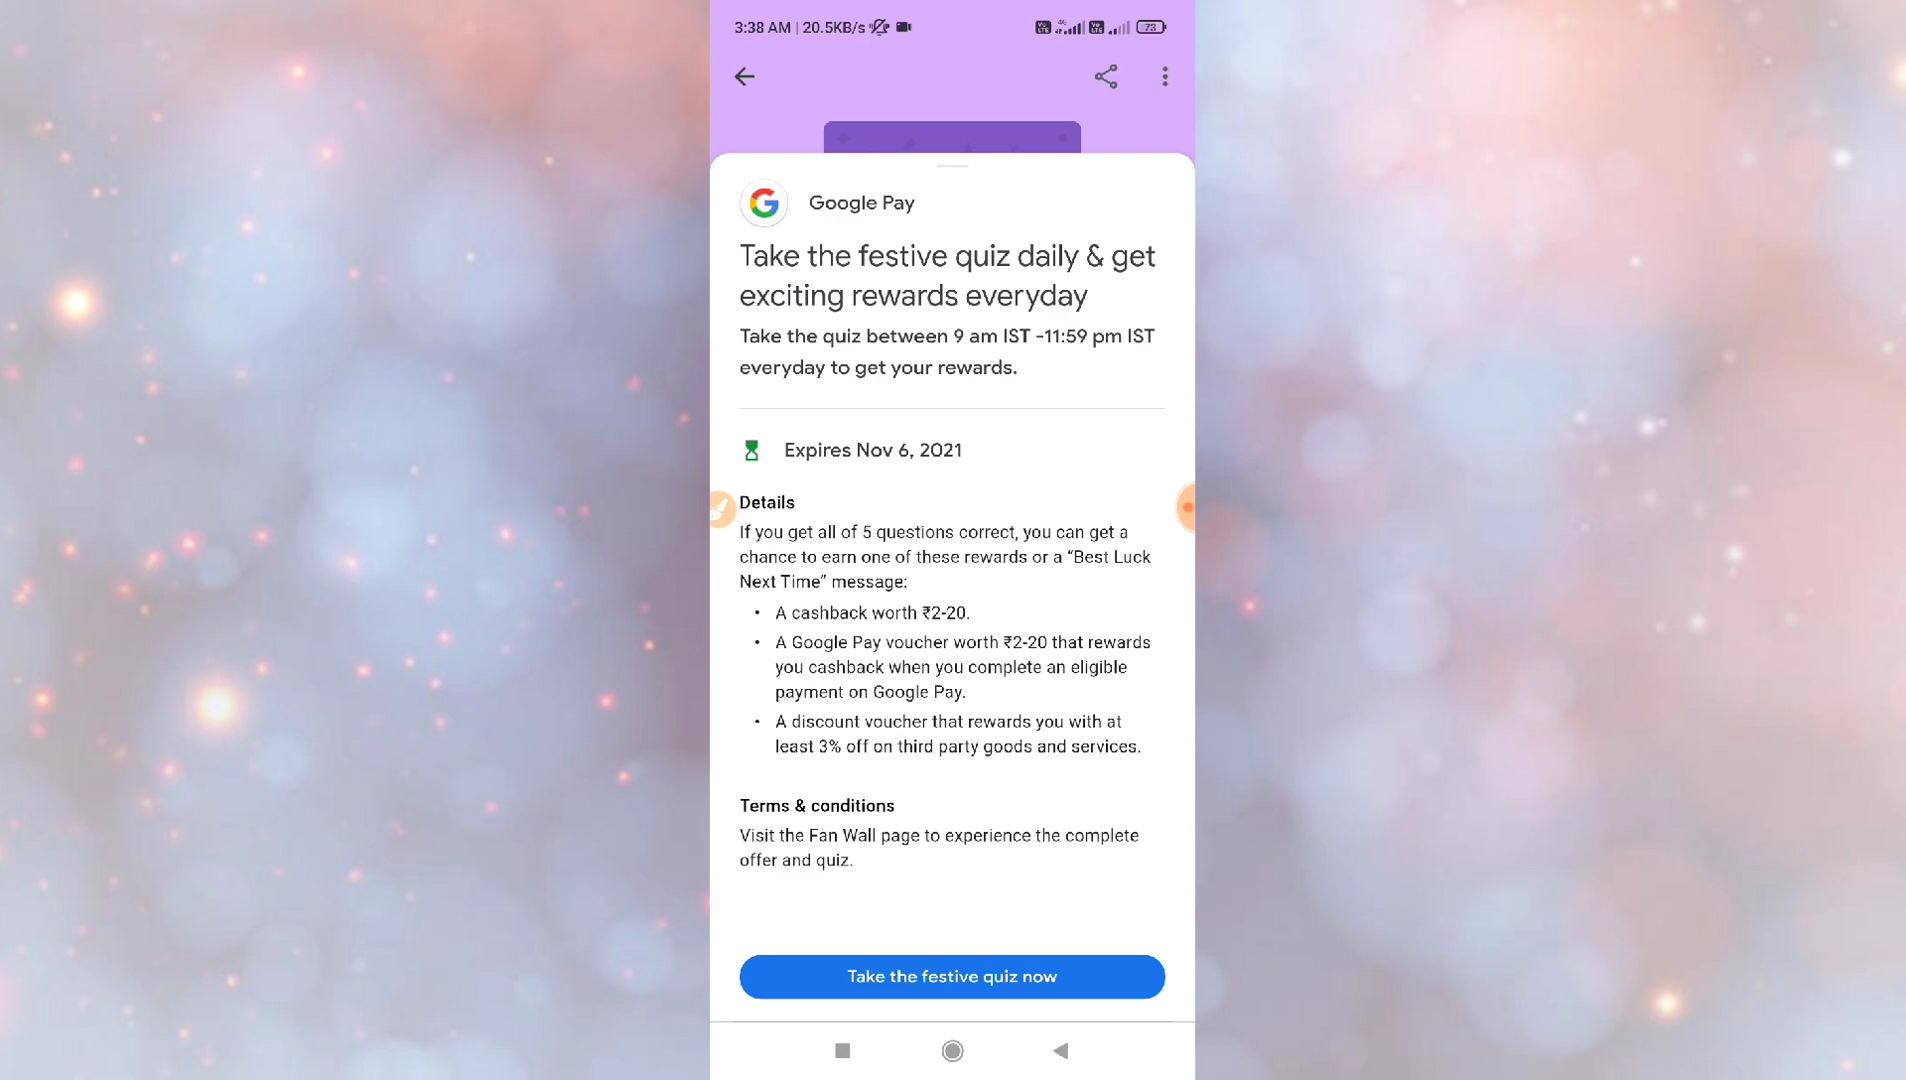 3:38 AM | 20.5KB/s
Vo LTE 4G Vo LTE 73
Google Pay
Take the festive quiz daily & get
exciting rewards everyday
Take the quiz between 9 am IST -11:59 pm IST
everyday to get your rewards.
Expires Nov 6, 2021
Details
If you get all of 5 questions correct, you can get a
chance to earn one of these rewards or a “Best Luck
Next Time” message:
• A cashback worth ₹2-20.
• A Google Pay voucher worth ₹2-20 that rewards
you cashback when you complete an eligible
payment on Google Pay.
• A discount voucher that rewards you with at
least 3% off on third party goods and services.
Terms & conditions
Visit the Fan Wall page to experience the complete
offer and quiz.
Take the festive quiz now